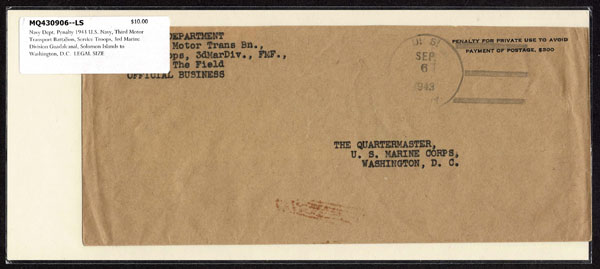 MQ430906--LS $10.00
Navy Dept. Penalty 1943 U.S. Navy, Third Motor
Transport Battalion, Service Troops, 3rd Marine
Division Guadalcanal, Solomon Islands to
Washington, D.C. LEGAL SIZE
DEPARTMENT
Motor Trans Bn.,
ops, 3dMarDiv., FMF.,
The Field
OFFICIAL BUSINESS
SEP
6
1943
PENALTY FOR PRIVATE USE TO AVOID
PAYMENT OF POSTAGE, $300
THE QUARTERMASTER,
U. S. MARINE CORPS,
WASHINGTON, D. C.